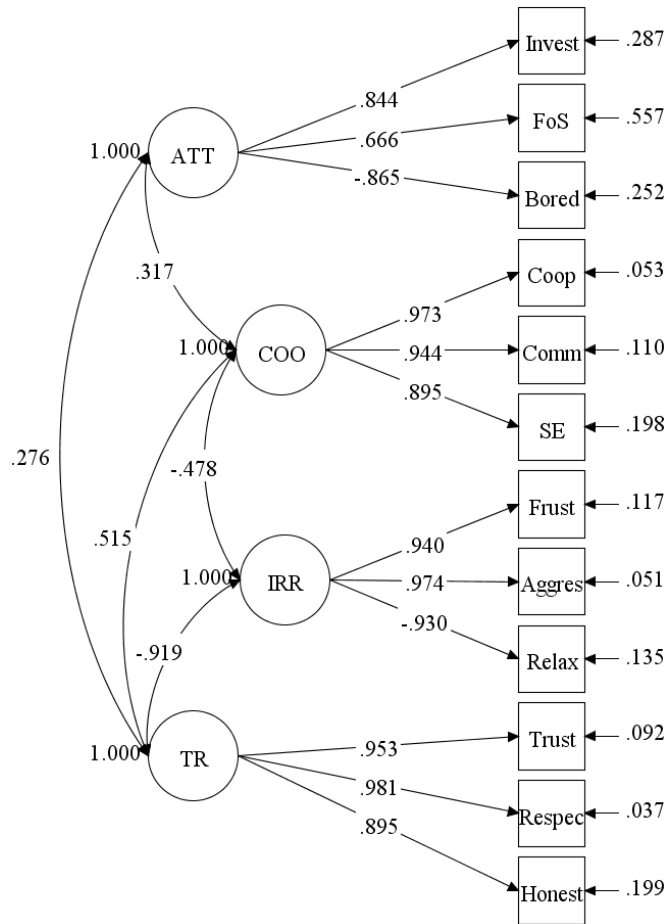 Invest
.287
.844
FoS
.557
1.000
ATT
.666
-.865
Bored
.252
.317
Coop
.053
.973
1.000
COO
.944
Comm
.110
.895
SE
.198
.276
-.478
Frust
.117
.515
.940
1.000
IRR
.974
Aggres
.051
-.930
-.919
Relax
.135
1.000
TR
.953
Trust
.092
.981
Respec
.037
.895
Honest
.199